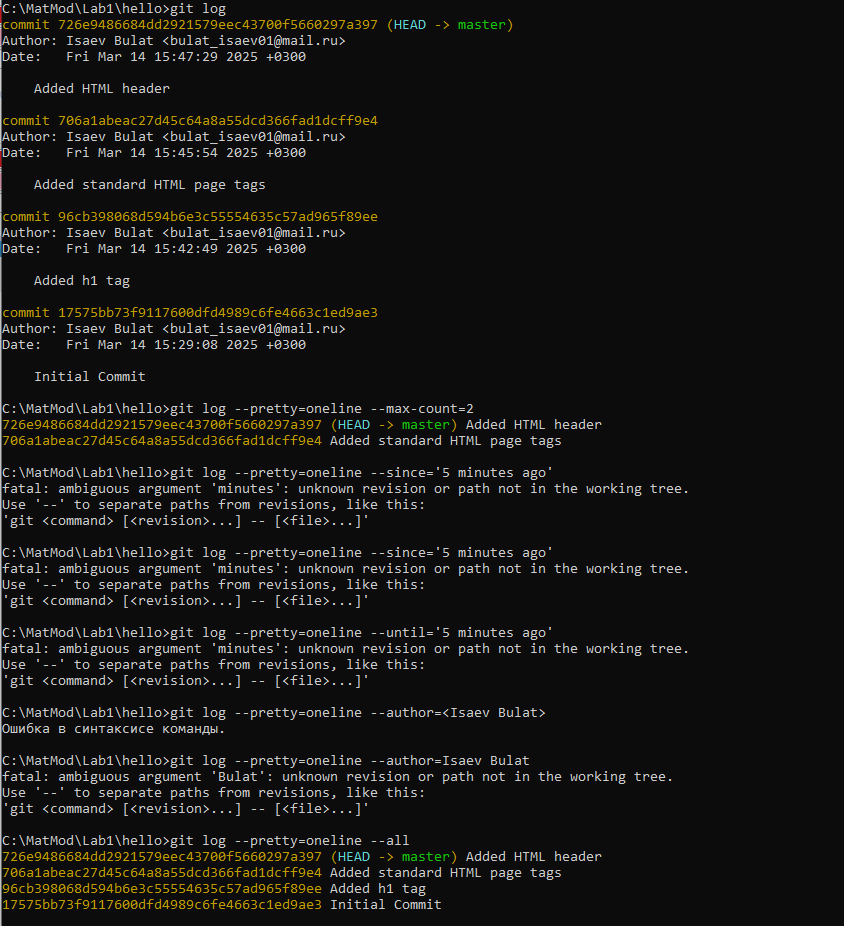 C:\MatMod\Lab1\hello>git log
commit 726e9486684dd2921579eec43700f5660297a397 (HEAD -> master)
Author: Isaev Bulat <bulat_isaev01@mail.ru>
Date:   Fri Mar 14 15:47:29 2025 +0300

    Added HTML header

commit 706a1abeac27d45c64a8a55dcd366fad1dcff9e4
Author: Isaev Bulat <bulat_isaev01@mail.ru>
Date:   Fri Mar 14 15:45:54 2025 +0300

    Added standard HTML page tags

commit 96cb398068d594b6e3c55554635c57ad965f89ee
Author: Isaev Bulat <bulat_isaev01@mail.ru>
Date:   Fri Mar 14 15:42:49 2025 +0300

    Added h1 tag

commit 17575bb73f9117600dfd4989c6fe4663c1ed9ae3
Author: Isaev Bulat <bulat_isaev01@mail.ru>
Date:   Fri Mar 14 15:29:08 2025 +0300

    Initial Commit

C:\MatMod\Lab1\hello>git log --pretty=oneline --max-count=2
726e9486684dd2921579eec43700f5660297a397 (HEAD -> master) Added HTML header
706a1abeac27d45c64a8a55dcd366fad1dcff9e4 Added standard HTML page tags

C:\MatMod\Lab1\hello>git log --pretty=oneline --since='5 minutes ago'
fatal: ambiguous argument 'minutes': unknown revision or path not in the working tree.
Use '--' to separate paths from revisions, like this:
'git <command> [<revision>...] -- [<file>...]'

C:\MatMod\Lab1\hello>git log --pretty=oneline --since='5 minutes ago'
fatal: ambiguous argument 'minutes': unknown revision or path not in the working tree.
Use '--' to separate paths from revisions, like this:
'git <command> [<revision>...] -- [<file>...]'

C:\MatMod\Lab1\hello>git log --pretty=oneline --until='5 minutes ago'
fatal: ambiguous argument 'minutes': unknown revision or path not in the working tree.
Use '--' to separate paths from revisions, like this:
'git <command> [<revision>...] -- [<file>...]'

C:\MatMod\Lab1\hello>git log --pretty=oneline --author=<Isaev Bulat>
Ошибка в синтаксисе команды.

C:\MatMod\Lab1\hello>git log --pretty=oneline --author=Isaev Bulat
fatal: ambiguous argument 'Bulat': unknown revision or path not in the working tree.
Use '--' to separate paths from revisions, like this:
'git <command> [<revision>...] -- [<file>...]'

C:\MatMod\Lab1\hello>git log --pretty=oneline --all
726e9486684dd2921579eec43700f5660297a397 (HEAD -> master) Added HTML header
706a1abeac27d45c64a8a55dcd366fad1dcff9e4 Added standard HTML page tags
96cb398068d594b6e3c55554635c57ad965f89ee Added h1 tag
17575bb73f9117600dfd4989c6fe4663c1ed9ae3 Initial Commit